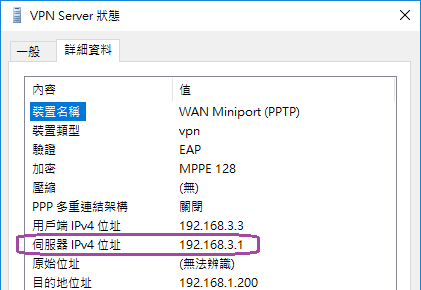 VPN Server 狀態
一般 詳細資料
內容 值
裝置名稱 WAN Miniport (PPTP)
裝置類型 vpn
驗證 EAP
加密 MPPE 128
壓縮 (無)
PPP 多重連結架構 關閉
用戶端 IPv4 位址 192.168.3.3
伺服器 IPv4 位址 192.168.3.1
原始位址 (無法辨識)
目的地位址 192.168.1.200